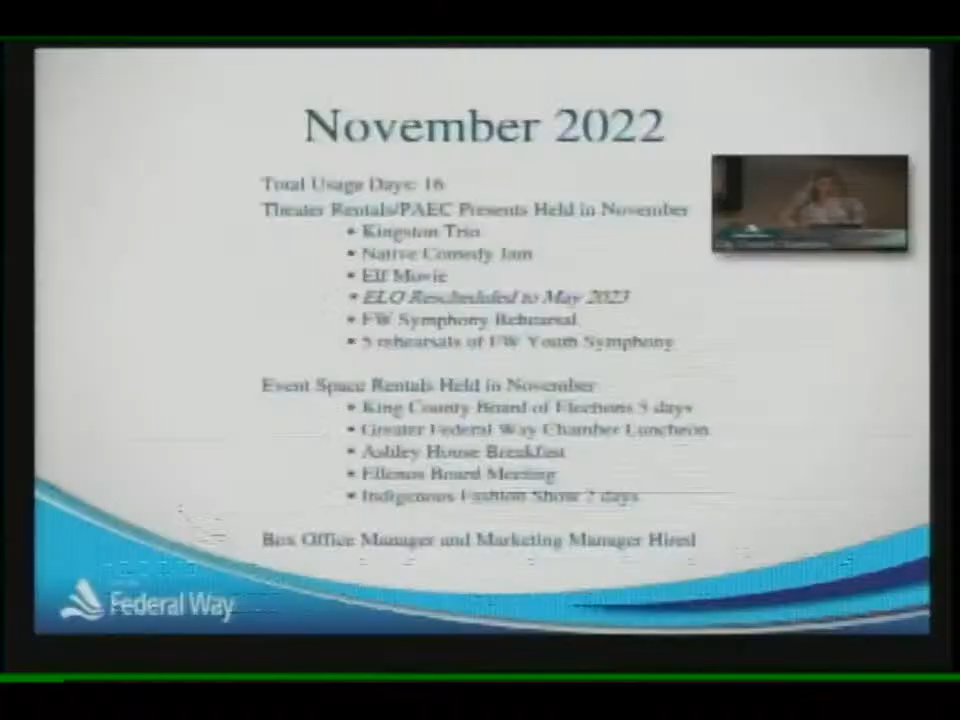 November 2022
Total Usage Days: 16
Theater Rentals/PAEC Presents Held in November
• Kingston Trio
• Native Comedy Jam
• Elf Movie
• ELO Rescheduled to May 2023
• FW Symphony Rehearsal
• 5 rehearsals of FW Youth Symphony
Event Space Rentals Held in November
• King County Board of Elections 5 days
• Greater Federal Way Chamber Luncheon
• Ashley House Breakfast
• Ellenos Board Meeting
• Indigenous Fashion Show 2 days
Box Office Manager and Marketing Manager Hired
Federal Way